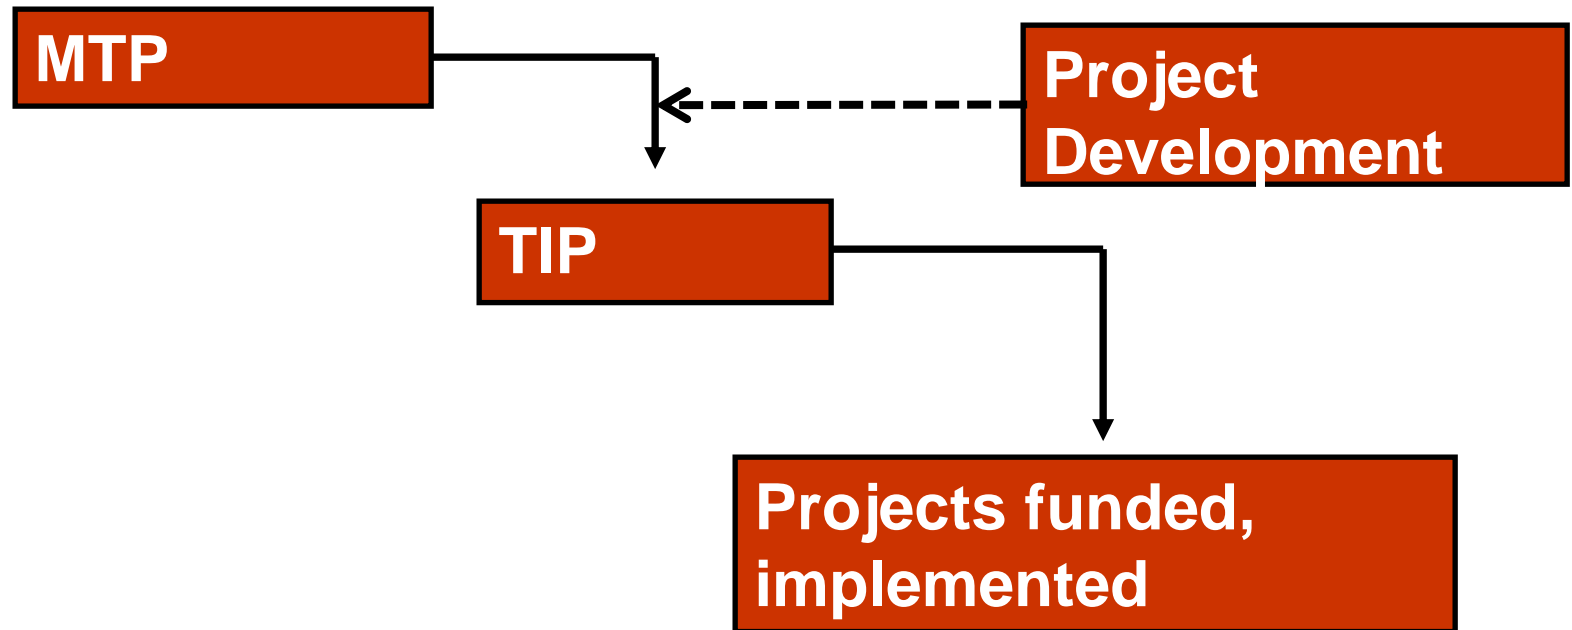 MTP
Project
Development
TIP
Projects funded,
implemented